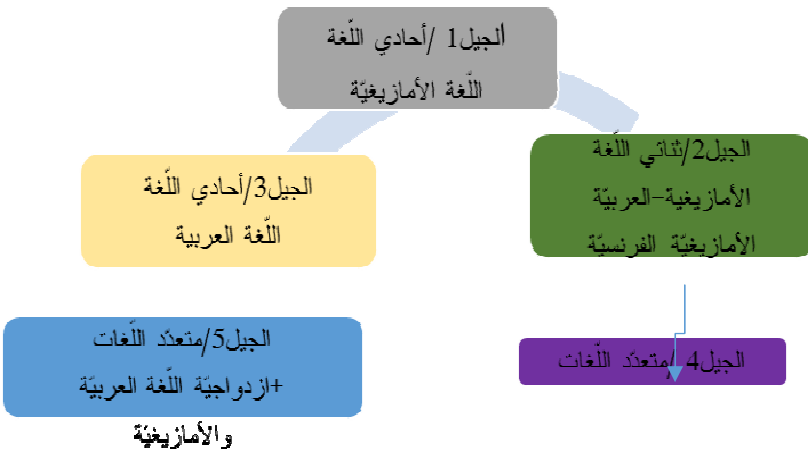 الجيل1 /أحادي اللّغة
اللّغة الأمازيغيّة
الجيل2/ثنائي اللّغة
الأمازيغية-العربيّة
الأمازيغيّة الفرنسيّة
الجيل3/أحادي اللّغة
اللّغة العربية
الجيل4 /متعدّد اللّغات
الجيل5/متعدّد اللّغات
+ازدواجيّة اللّغة العربيّة
والأمازيغيّة